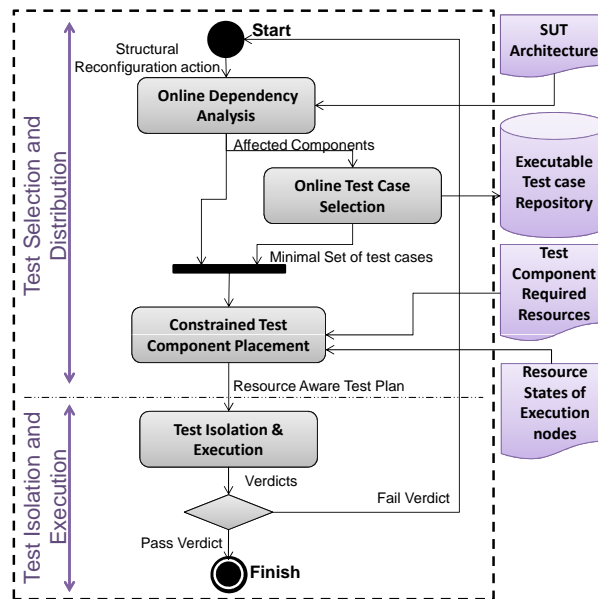 Start
Structural
Reconfiguration action
Online Dependency
Analysis
Affected Components
Online Test Case
Selection
Minimal Set of test cases
Constrained Test
Component Placement
Resource Aware Test Plan
Test Isolation &
Execution
Verdicts
Fail Verdict
Pass Verdict
Finish
Test Selection and
Distribution
Test Isolation and
Execution
SUT
Architecture
Executable
Test case
Repository
Test
Component
Required
Resources
Resource
States of
Execution
nodes